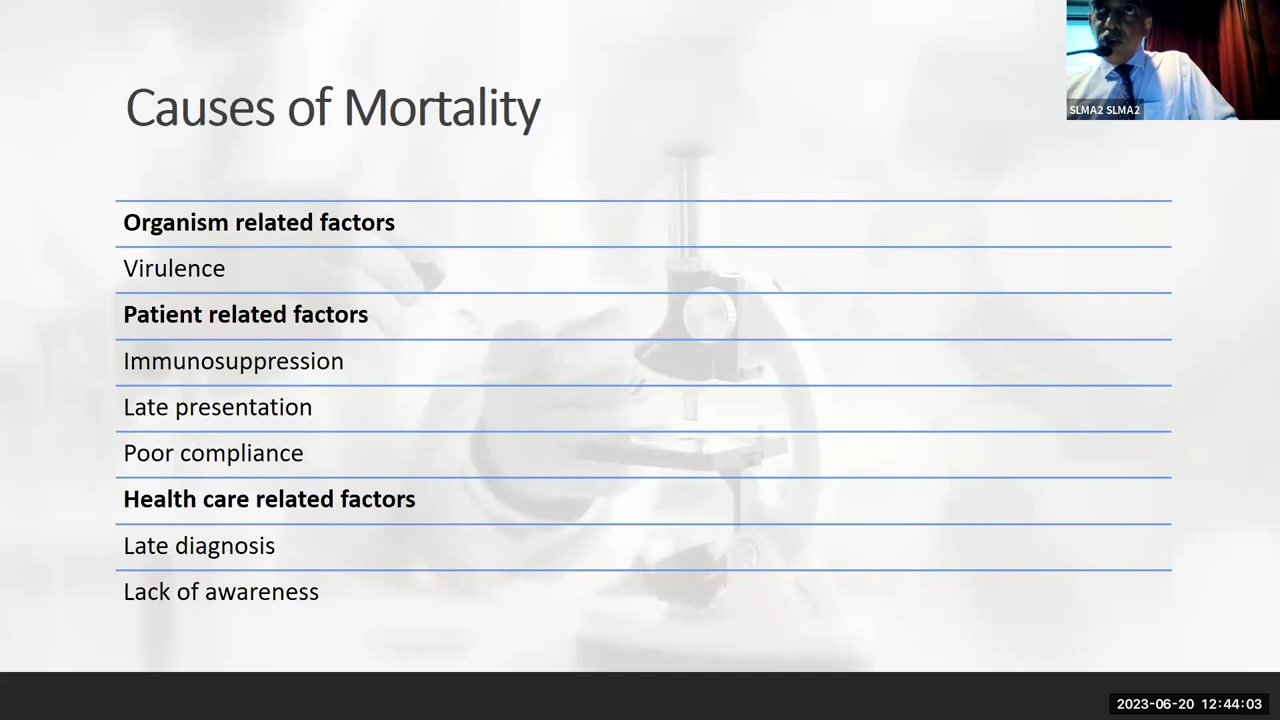 Causes of Mortality
SLMA2 SLMA2
Organism related factors
Virulence
Patient related factors
Immunosuppression
Late presentation
Poor compliance
Health care related factors
Late diagnosis
Lack of awareness
2023-06-20 12:44:03